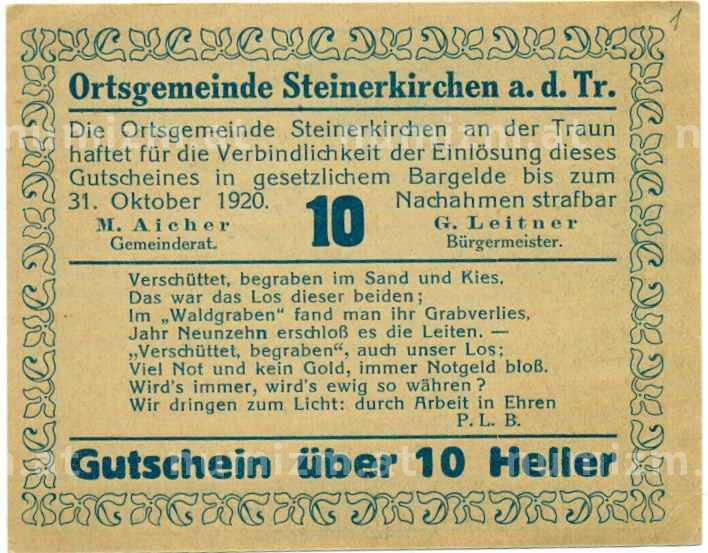 1
Ortsgemeinde Steinerkirchen a. d. Tr.
Die Ortsgemeinde Steinerkirchen an der Traun
haftet für die Verbindlichkeit der Einlösung dieses
Gutscheines in gesetzlichem Bargelde bis zum
31. Oktober 1920. Nachahmen strafbar
M. Aicher 10 G. Leitner
Gemeinderat. Bürgermeister.
Verschüttet, begraben im Sand und Kies,
Das war das Los dieser beiden;
Im „Waldgraben" fand man ihr Grabverlies,
Jahr Neunzehn erschloß es die Leiten. —
„Verschüttet, begraben", auch unser Los;
Viel Not und kein Gold, immer Notgeld bloß.
Wird's immer, wird's ewig so währen?
Wir dringen zum Licht: durch Arbeit in Ehren
P. L. B.
Gutschein über 10 Heller
numizm.at